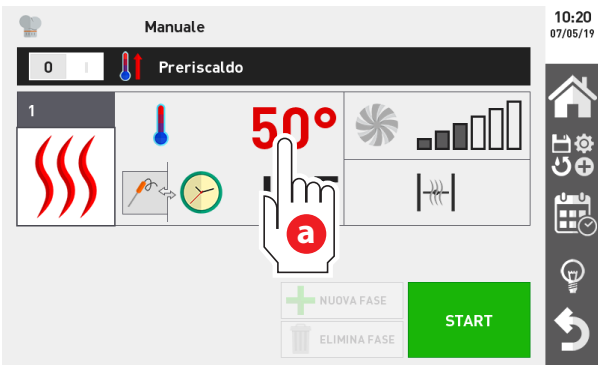 Manuale
10:20
07/05/19
0 I
Preriscaldo
1
50°
a
NUOVA FASE
ELIMINA FASE
START